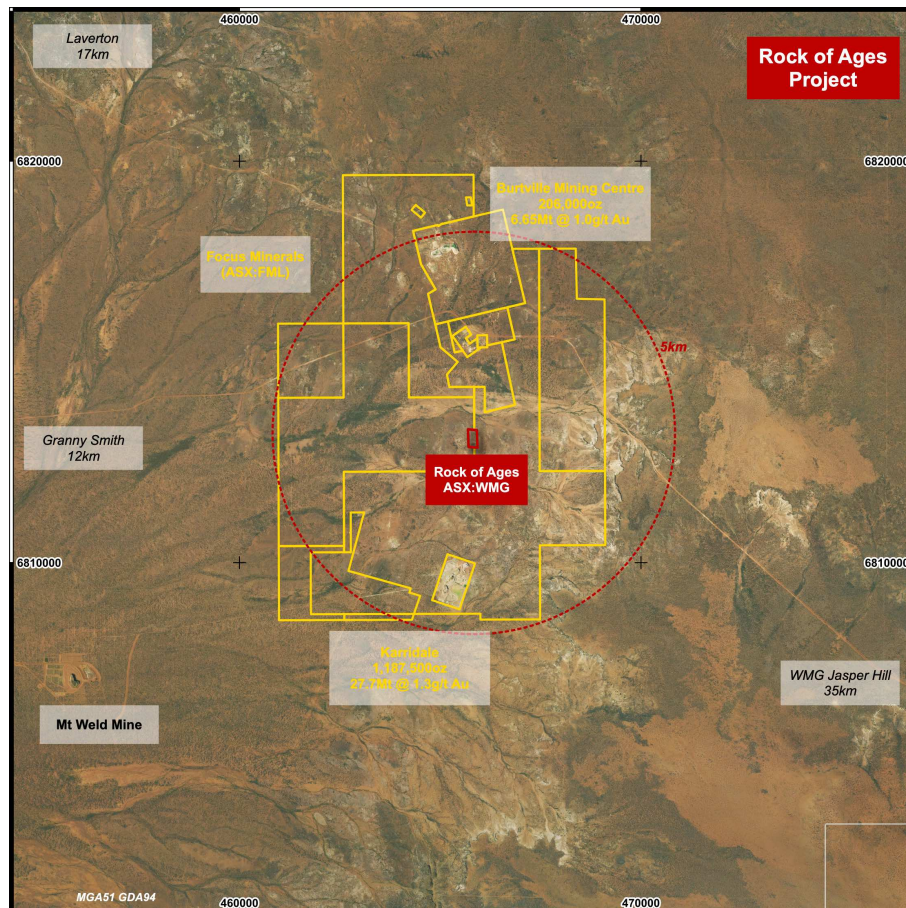 460000
470000
Laverton
17km
Rock of Ages
Project
6820000
6820000
Burtville Mining Centre
206,000oz
6.65Mt @ 1.0g/t Au
Focus Minerals
(ASX:FML)
5km
Granny Smith
12km
Rock of Ages
ASX:WMG
6810000
6810000
Karridale
1,187,500oz
27.7Mt @ 1.3g/t Au
WMG Jasper Hill
35km
Mt Weld Mine
MGA51 GDA94
460000
470000